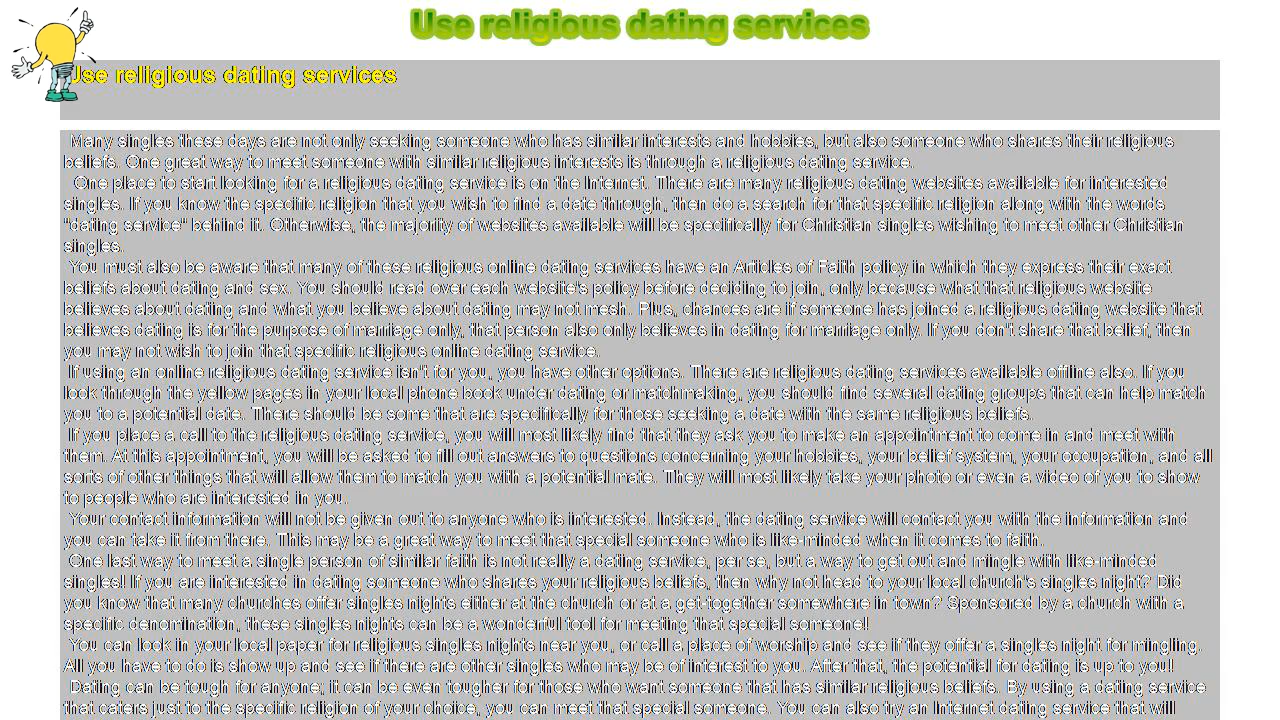 Use religious dating services
Use religious dating services
Many singles these days are not only seeking someone who has similar interests and hobbies, but also someone who shares their religious
beliefs. One great way to meet someone with similar religious interests is through a religious dating service.
One place to start looking for a religious dating service is on the Internet. There are many religious dating websites available for interested
singles. If you know the specific religion that you wish to find a date through, then do a search for that specific religion along with the words
"dating service" behind it. Otherwise, the majority of websites available will be specifically for Christian singles wishing to meet other Christian
singles.
You must also be aware that many of these religious online dating services have an Articles of Faith policy in which they express their exact
beliefs about dating and sex. You should read over each website's policy before deciding to join, only because what that religious website
believes about dating and what you believe about dating may not mesh. Plus, chances are if someone has joined a religious dating website that
believes dating is for the purpose of marriage only, that person also only believes in dating for marriage only. If you don't share that belief, then
you may not wish to join that specific religious online dating service.
If using an online religious dating service isn't for you, you have other options. There are religious dating services available offline also. If you
look through the yellow pages in your local phone book under dating or matchmaking, you should find several dating groups that can help match
you to a potential date. There should be some that are specifically for those seeking a date with the same religious beliefs.
If you place a call to the religious dating service, you will most likely find that they ask you to make an appointment to come in and meet with
them. At this appointment, you will be asked to fill out answers to questions concerning your hobbies, your belief system, your occupation, and all
sorts of other things that will allow them to match you with a potential mate. They will most likely take your photo or even a video of you to show
to people who are interested in you.
Your contact information will not be given out to anyone who is interested. Instead, the dating service will contact you with the information and
you can take it from there. This may be a great way to meet that special someone who is like-minded when it comes to faith.
One last way to meet a single person of similar faith is not really a dating service, per se, but a way to get out and mingle with like-minded
singles! If you are interested in dating someone who shares your religious beliefs, then why not head to your local church's singles night? Did
you know that many churches offer singles nights either at the church or at a get-together somewhere in town? Sponsored by a church with a
specific denomination, these singles nights can be a wonderful tool for meeting that special someone!
You can look in your local paper for religious singles nights near you, or call a place of worship and see if they offer a singles night for mingling.
All you have to do is show up and see if there are other singles who may be of interest to you. After that, the potential for dating is up to you!
Dating can be tough for anyone; it can be even tougher for those who want someone that has similar religious beliefs. By using a dating service
that caters just to the specific religion of your choice, you can meet that special someone. You can also try an Internet dating service that will